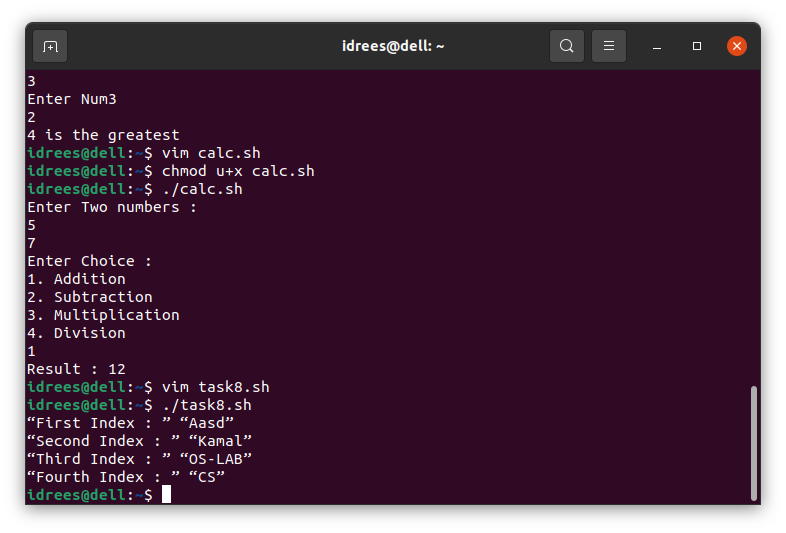 idrees@dell: ~
3
Enter Num3
2
4 is the greatest
idrees@dell:~$ vim calc.sh
idrees@dell:~$ chmod u+x calc.sh
idrees@dell:~$ ./calc.sh
Enter Two numbers :
5
7
Enter Choice :
1. Addition
2. Subtraction
3. Multiplication
4. Division
1
Result : 12
idrees@dell:~$ vim task8.sh
idrees@dell:~$ ./task8.sh
“First Index : ” “Aasd”
“Second Index : ” “Kamal”
“Third Index : ” “OS-LAB”
“Fourth Index : ” “CS”
idrees@dell:~$